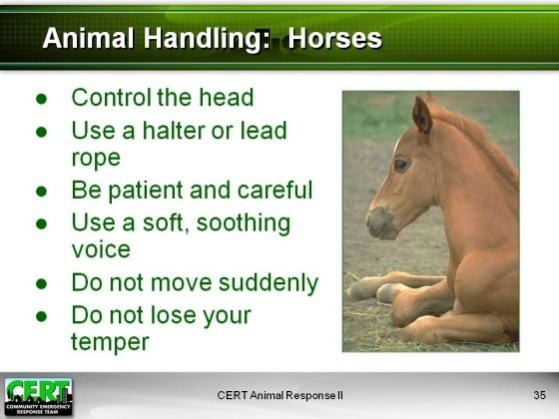 Animal Handling: Horses
● Control the head
● Use a halter or lead
rope
● Be patient and careful
● Use a soft, soothing
voice
● Do not move suddenly
● Do not lose your
temper
CERT
COMMUNITY EMERGENCY
RESPONSE TEAM
CERT Animal Response II
35